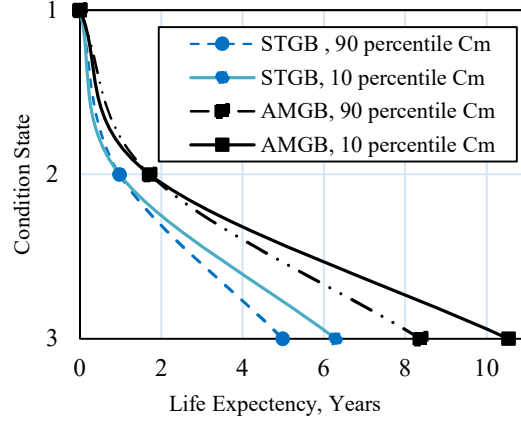 1
STGB , 90 percentile Cm
STGB, 10 percentile Cm
AMGB, 90 percentile Cm
AMGB, 10 percentile Cm
Condition State
2
3
0 2 4 6 8 10
Life Expectency, Years